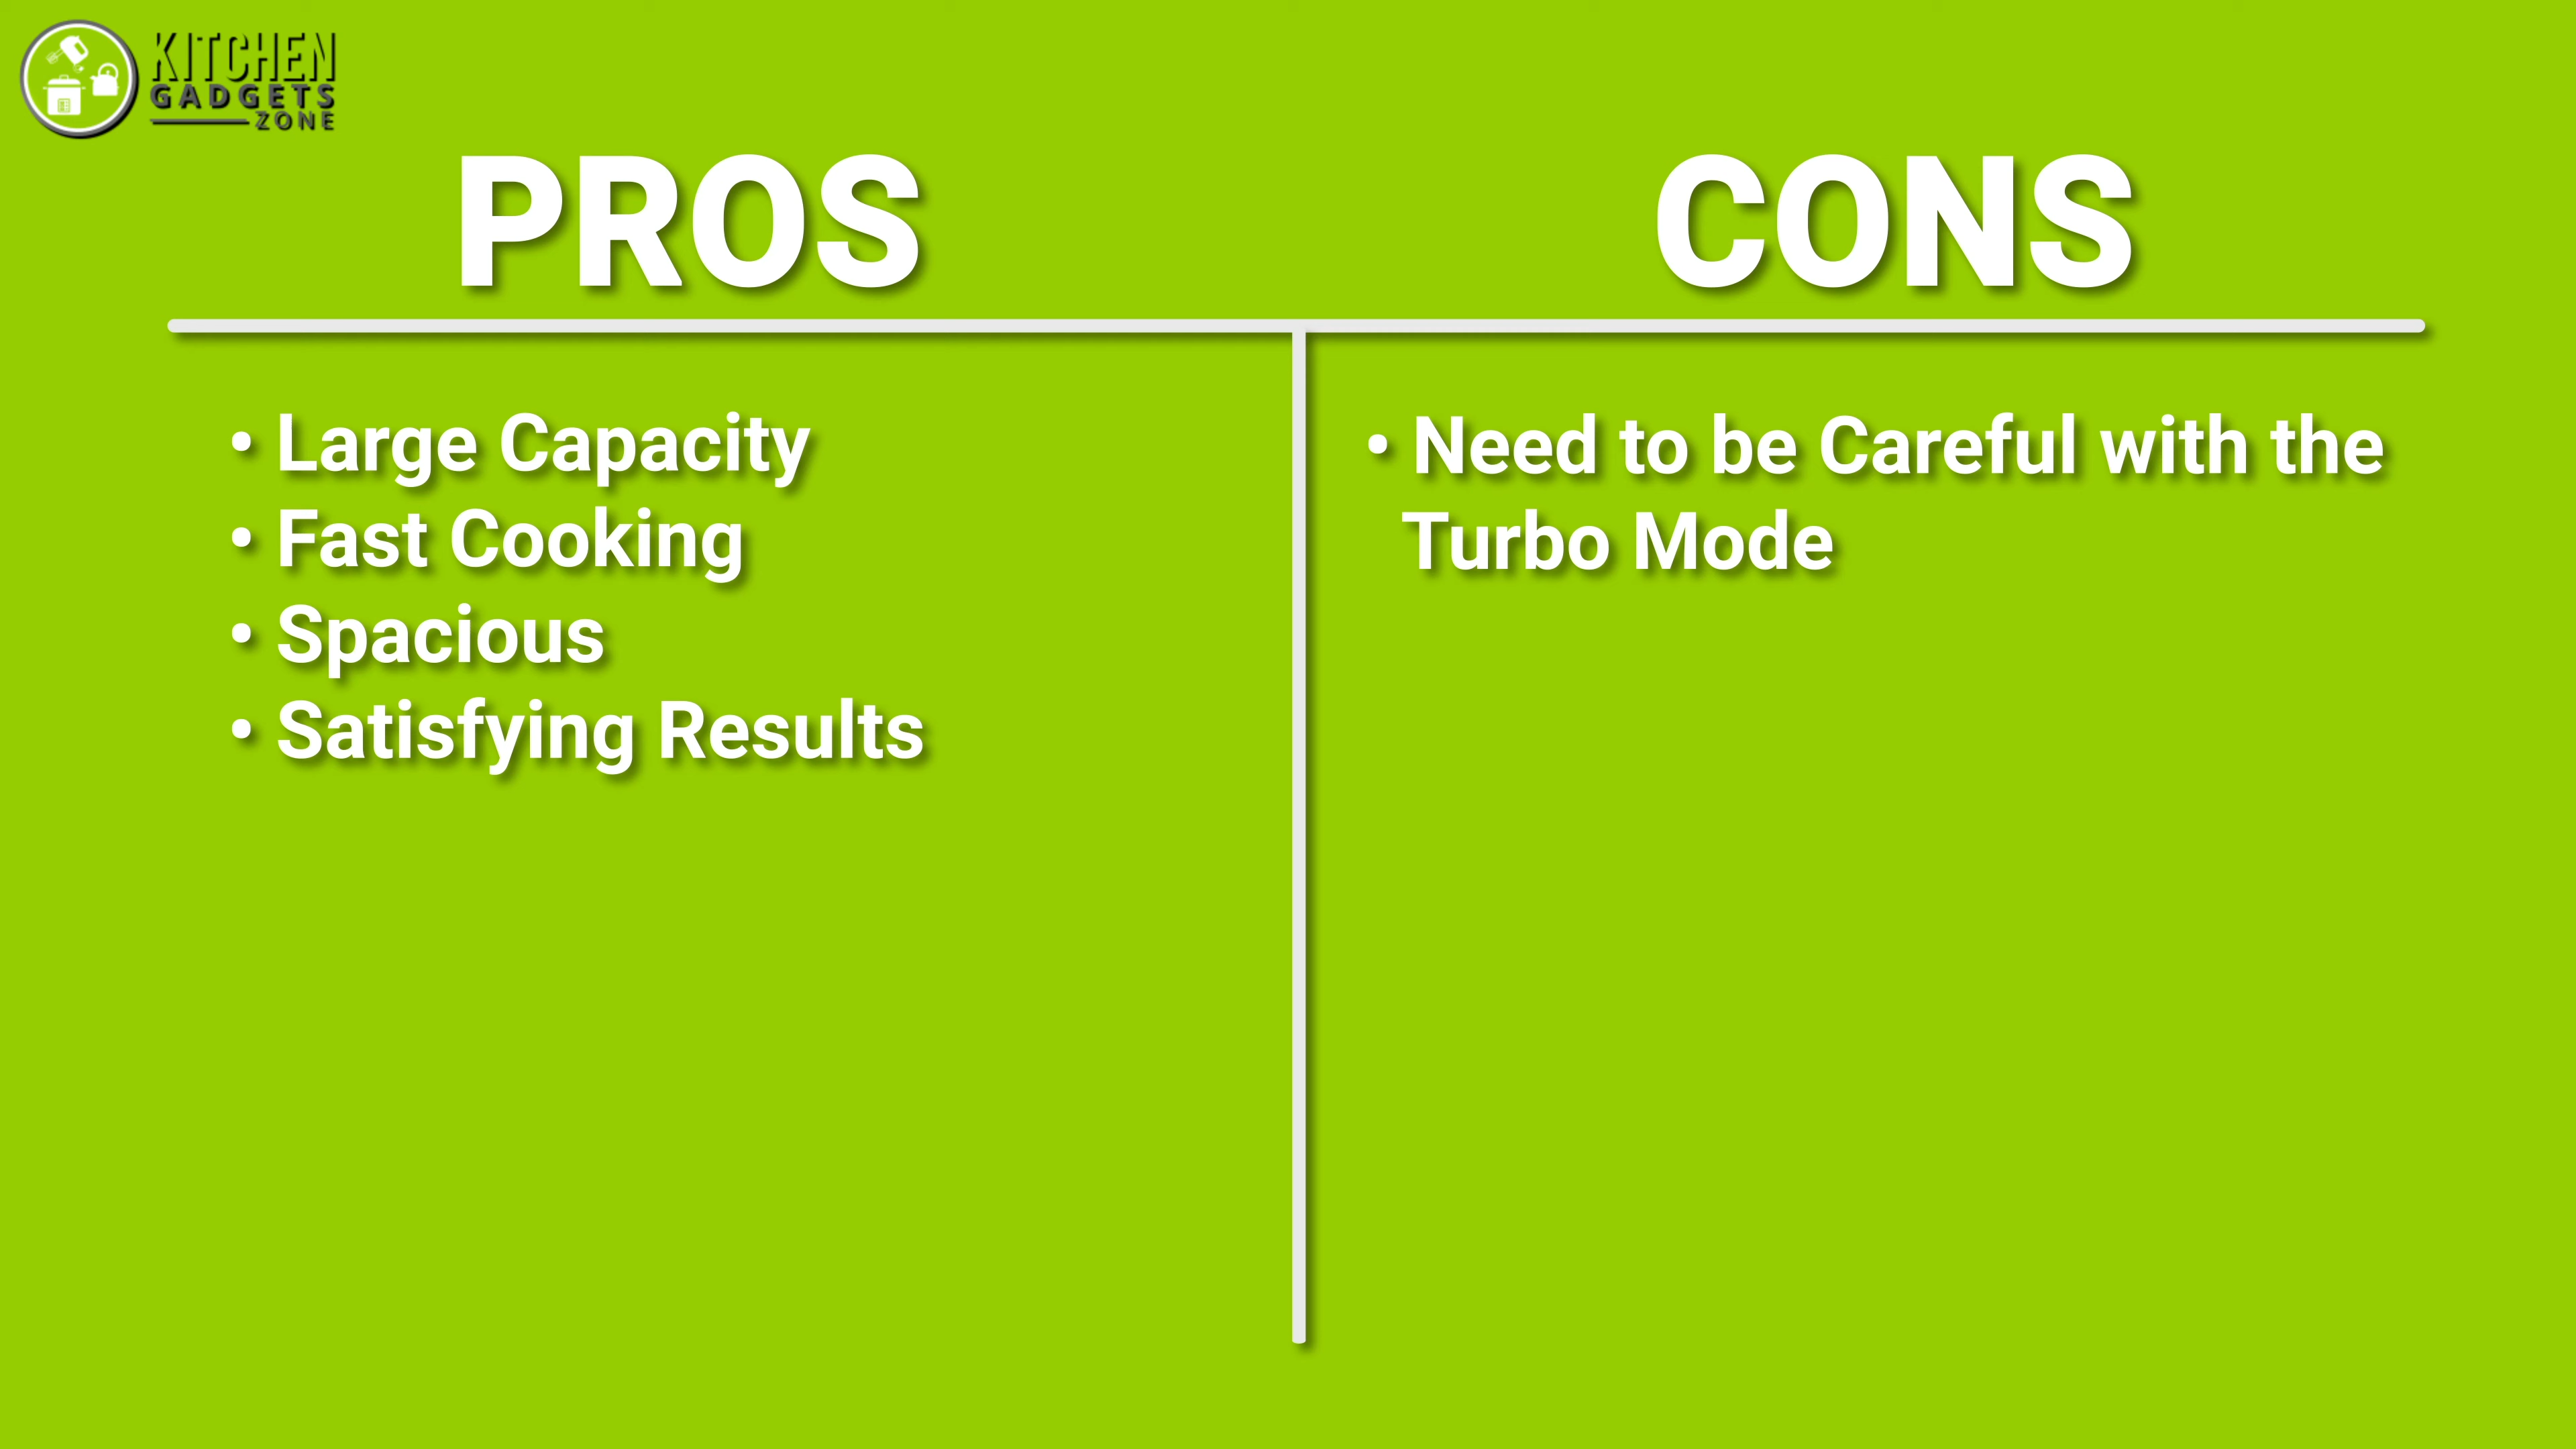 KITCHEN
GADGETS
ZONE
PROS
CONS
• Large Capacity
• Fast Cooking
• Spacious
• Satisfying Results
• Need to be Careful with the
Turbo Mode